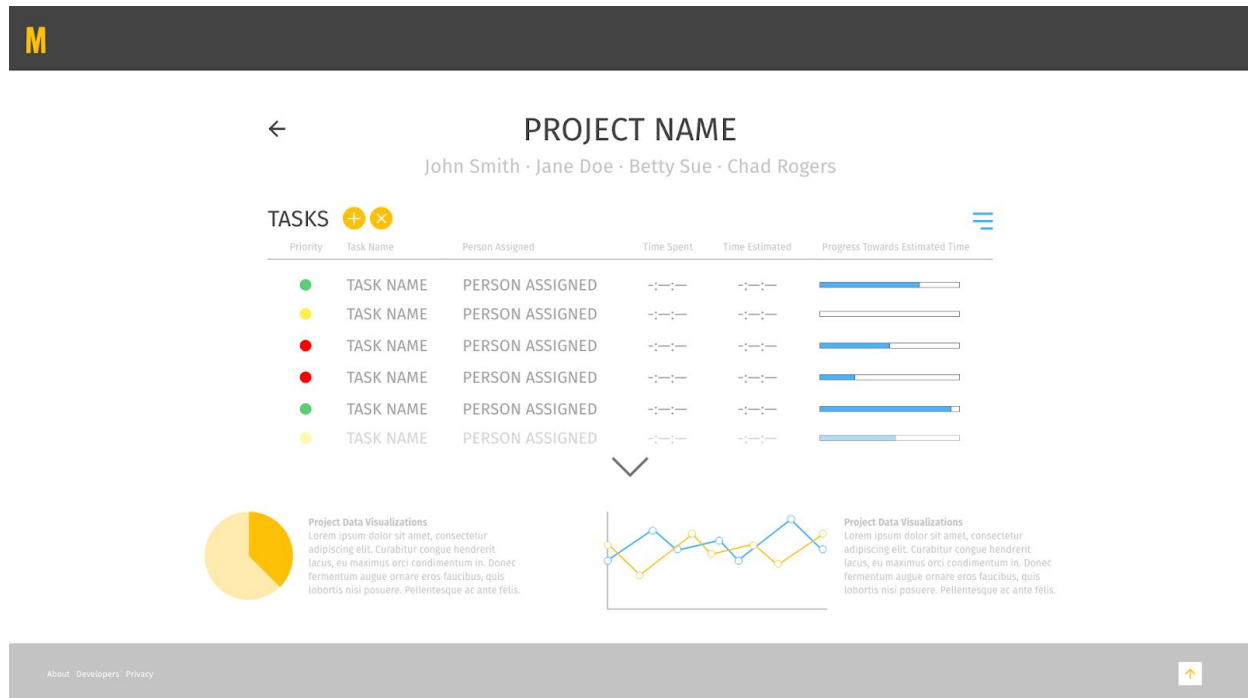 M
PROJECT NAME
John Smith · Jane Doe · Betty Sue · Chad Rogers
TASKS
Priority Task Name Person Assigned Time Spent Time Estimated Progress Towards Estimated Time
TASK NAME PERSON ASSIGNED -:—:— -:—:—
TASK NAME PERSON ASSIGNED -:—:— -:—:—
TASK NAME PERSON ASSIGNED -:—:— -:—:—
TASK NAME PERSON ASSIGNED -:—:— -:—:—
TASK NAME PERSON ASSIGNED -:—:— -:—:—
TASK NAME PERSON ASSIGNED -:—:— -:—:—
Project Data Visualizations
Lorem ipsum dolor sit amet, consectetur
adipiscing elit. Curabitur congue hendrerit
lacus, eu maximus orci condimentum in. Donec
fermentum augue ornare eros faucibus, quis
lobortis nisi posuere. Pellentesque ac ante felis.
Project Data Visualizations
Lorem ipsum dolor sit amet, consectetur
adipiscing elit. Curabitur congue hendrerit
lacus, eu maximus orci condimentum in. Donec
fermentum augue ornare eros faucibus, quis
lobortis nisi posuere. Pellentesque ac ante felis.
About Developers Privacy